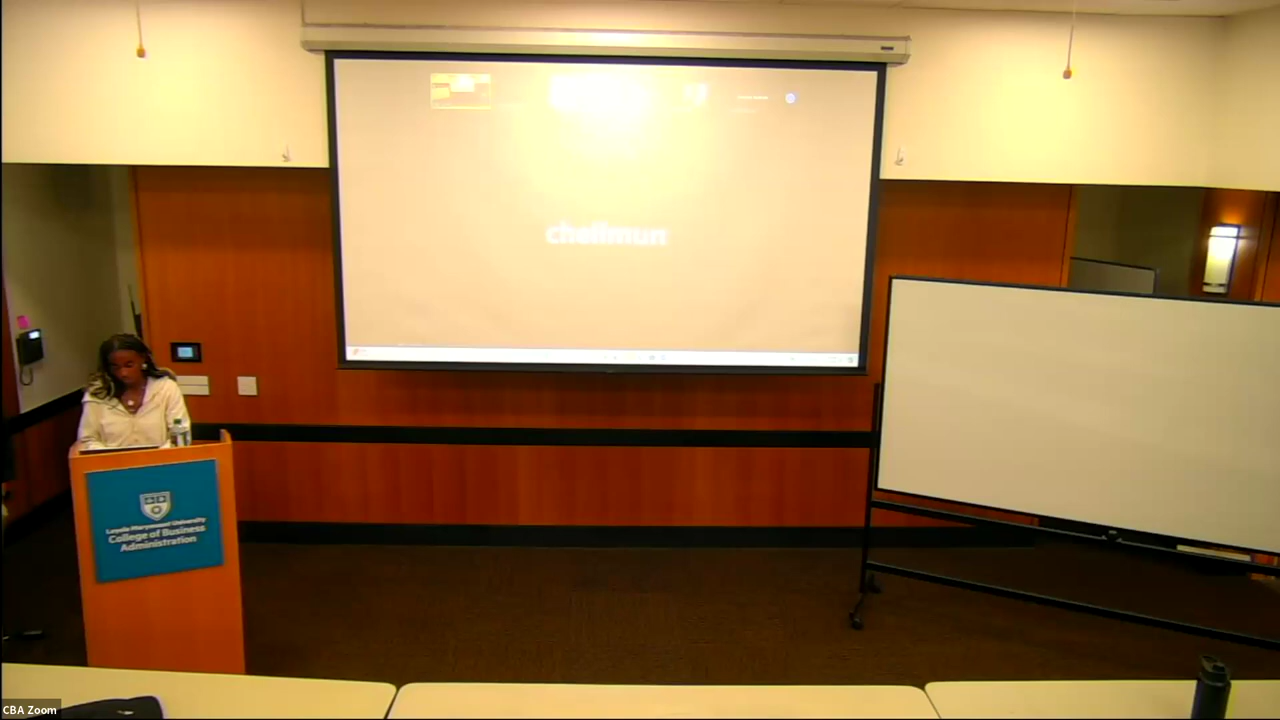 chellmun
Loyola Marymount University
College of Business
Administration
CBA Zoom